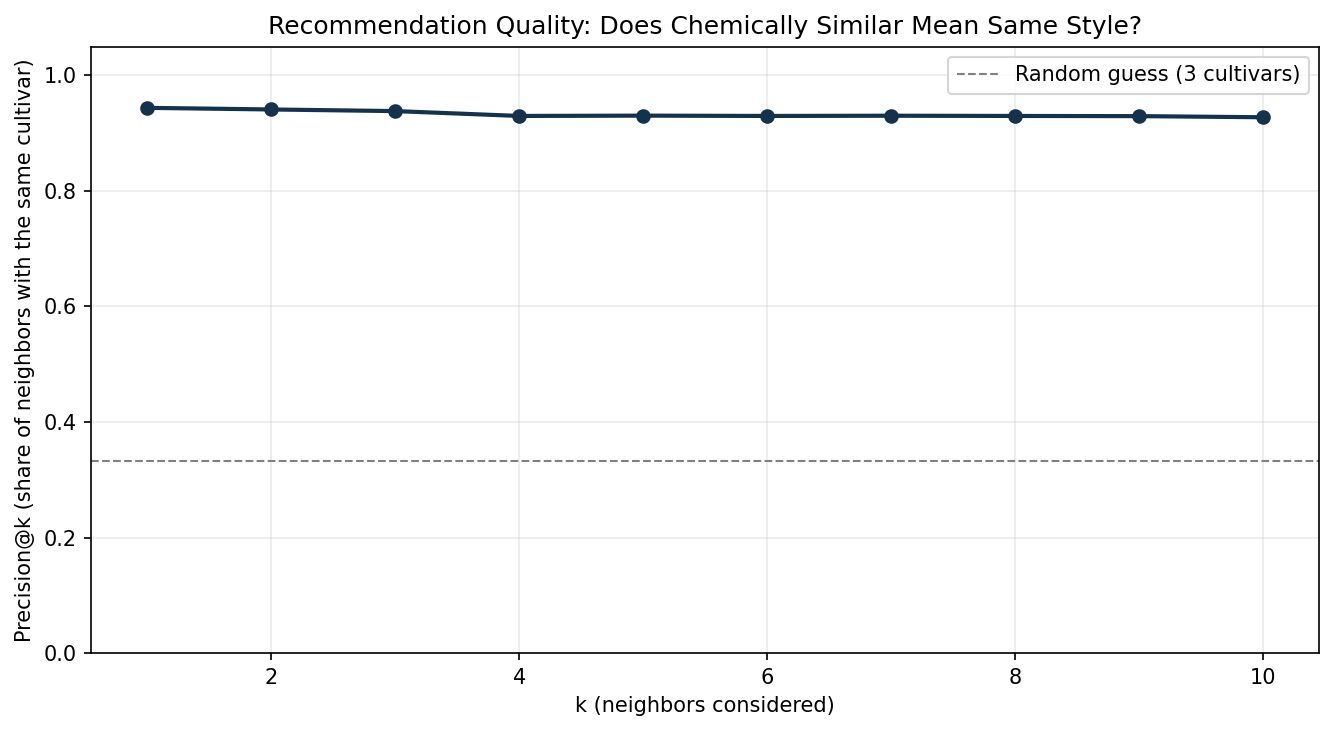 Recommendation Quality: Does Chemically Similar Mean Same Style?
Random guess (3 cultivars)
Precision@k (share of neighbors with the same cultivar)
1.0
0.8
0.6
0.4
0.2
0.0
2 4 6 8 10
k (neighbors considered)